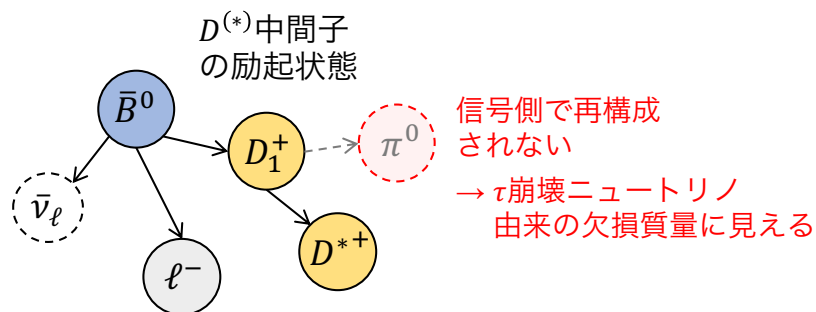 D⁽*⁾中間子
の励起状態
B̄⁰
D₁⁺
π⁰
信号側で再構成
されない
→ τ崩壊ニュートリノ
由来の欠損質量に見える
ν̄_ℓ
ℓ⁻
D*⁺